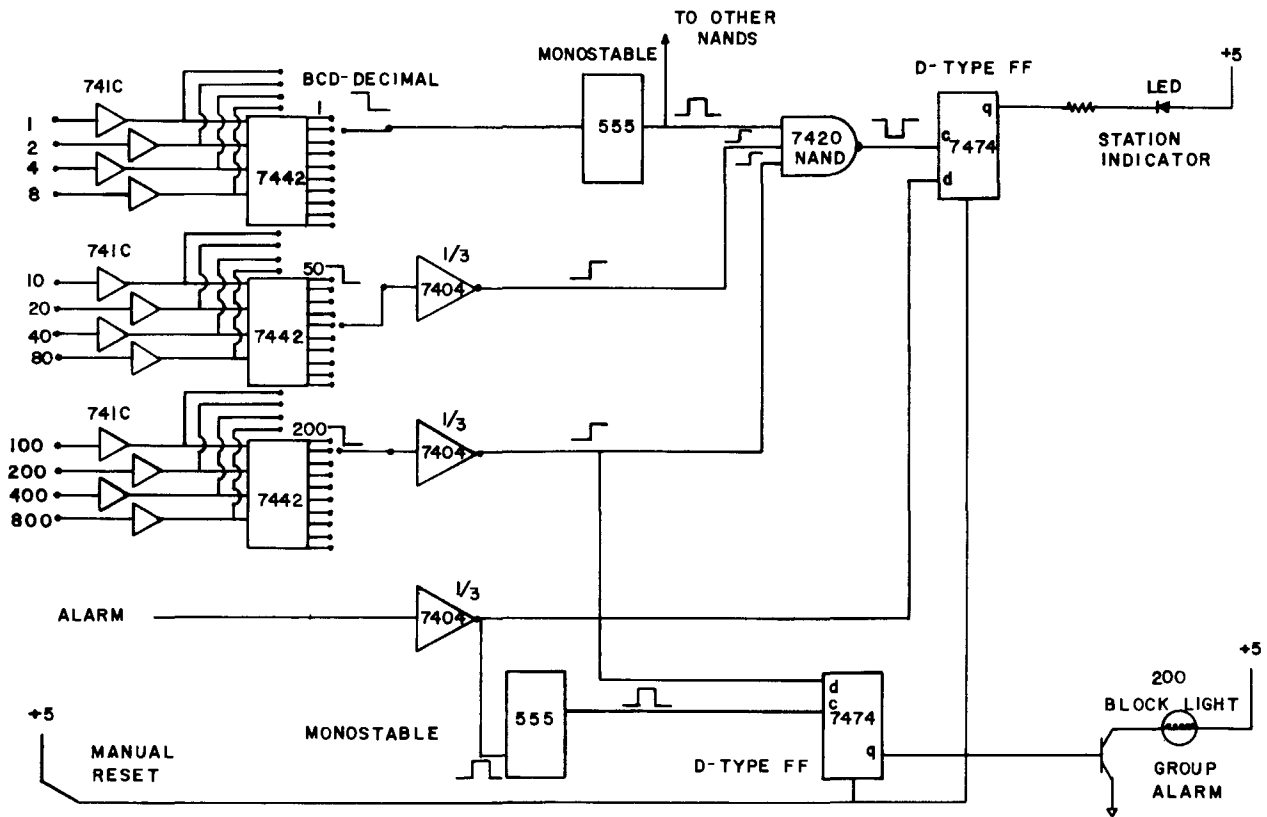 TO OTHER
NANDS
MONOSTABLE
D-TYPE FF
+5
741C
BCD-DECIMAL
LED
1
1
2
4
8
7442
555
7420
NAND
q
c
7474
d
STATION
INDICATOR
741C
10
20
40
80
7442
50
1/3
7404
741C
100
200
400
800
7442
200
1/3
7404
ALARM
1/3
7404
+5
MANUAL
RESET
MONOSTABLE
555
d
c
7474
q
D-TYPE FF
+5
200
BLOCK LIGHT
GROUP
ALARM